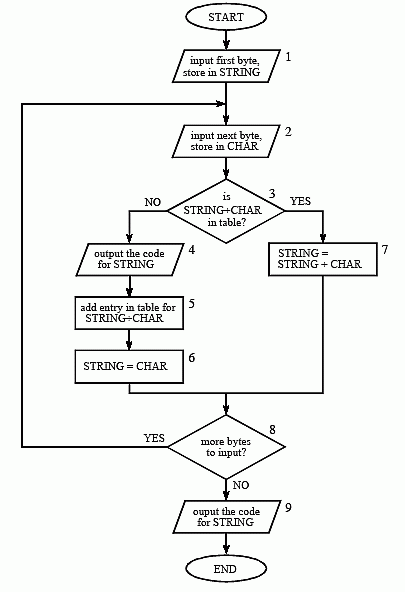 START
1
input first byte,
store in STRING
2
input next byte,
store in CHAR
3
is
STRING+CHAR
in table?
NO
YES
4
output the code
for STRING
7
STRING =
STRING + CHAR
5
add entry in table for
STRING+CHAR
6
STRING = CHAR
8
more bytes
to input?
YES
NO
9
ouput the code
for STRING
END